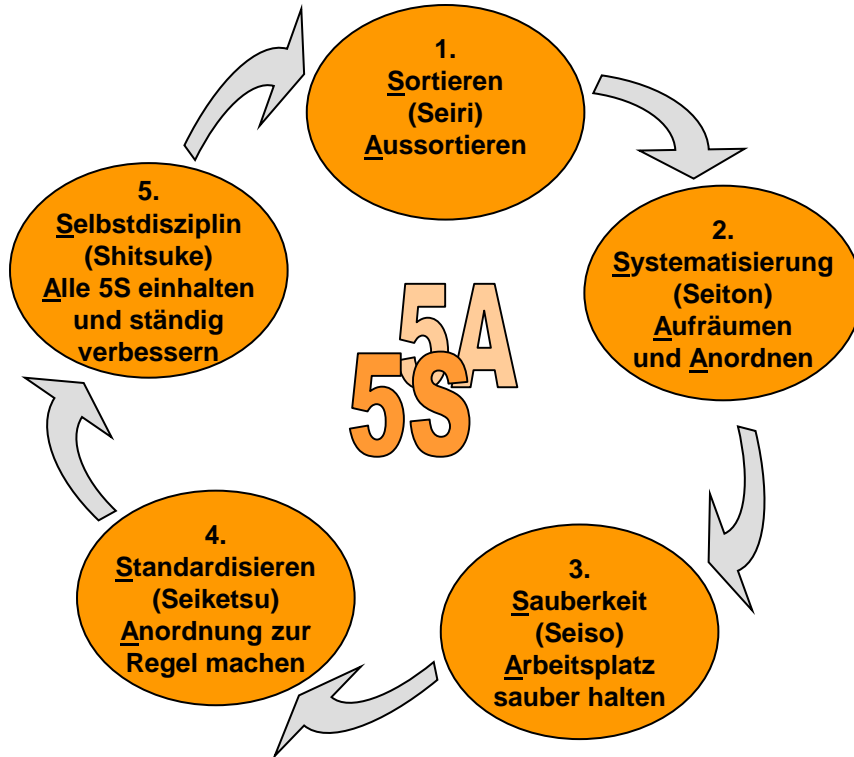 1.
Sortieren
(Seiri)
Aussortieren
2.
Systematisierung
(Seiton)
Aufräumen
und Anordnen
3.
Sauberkeit
(Seiso)
Arbeitsplatz
sauber halten
4.
Standardisieren
(Seiketsu)
Anordnung zur
Regel machen
5.
Selbstdisziplin
(Shitsuke)
Alle 5S einhalten
und ständig
verbessern
5A
5S